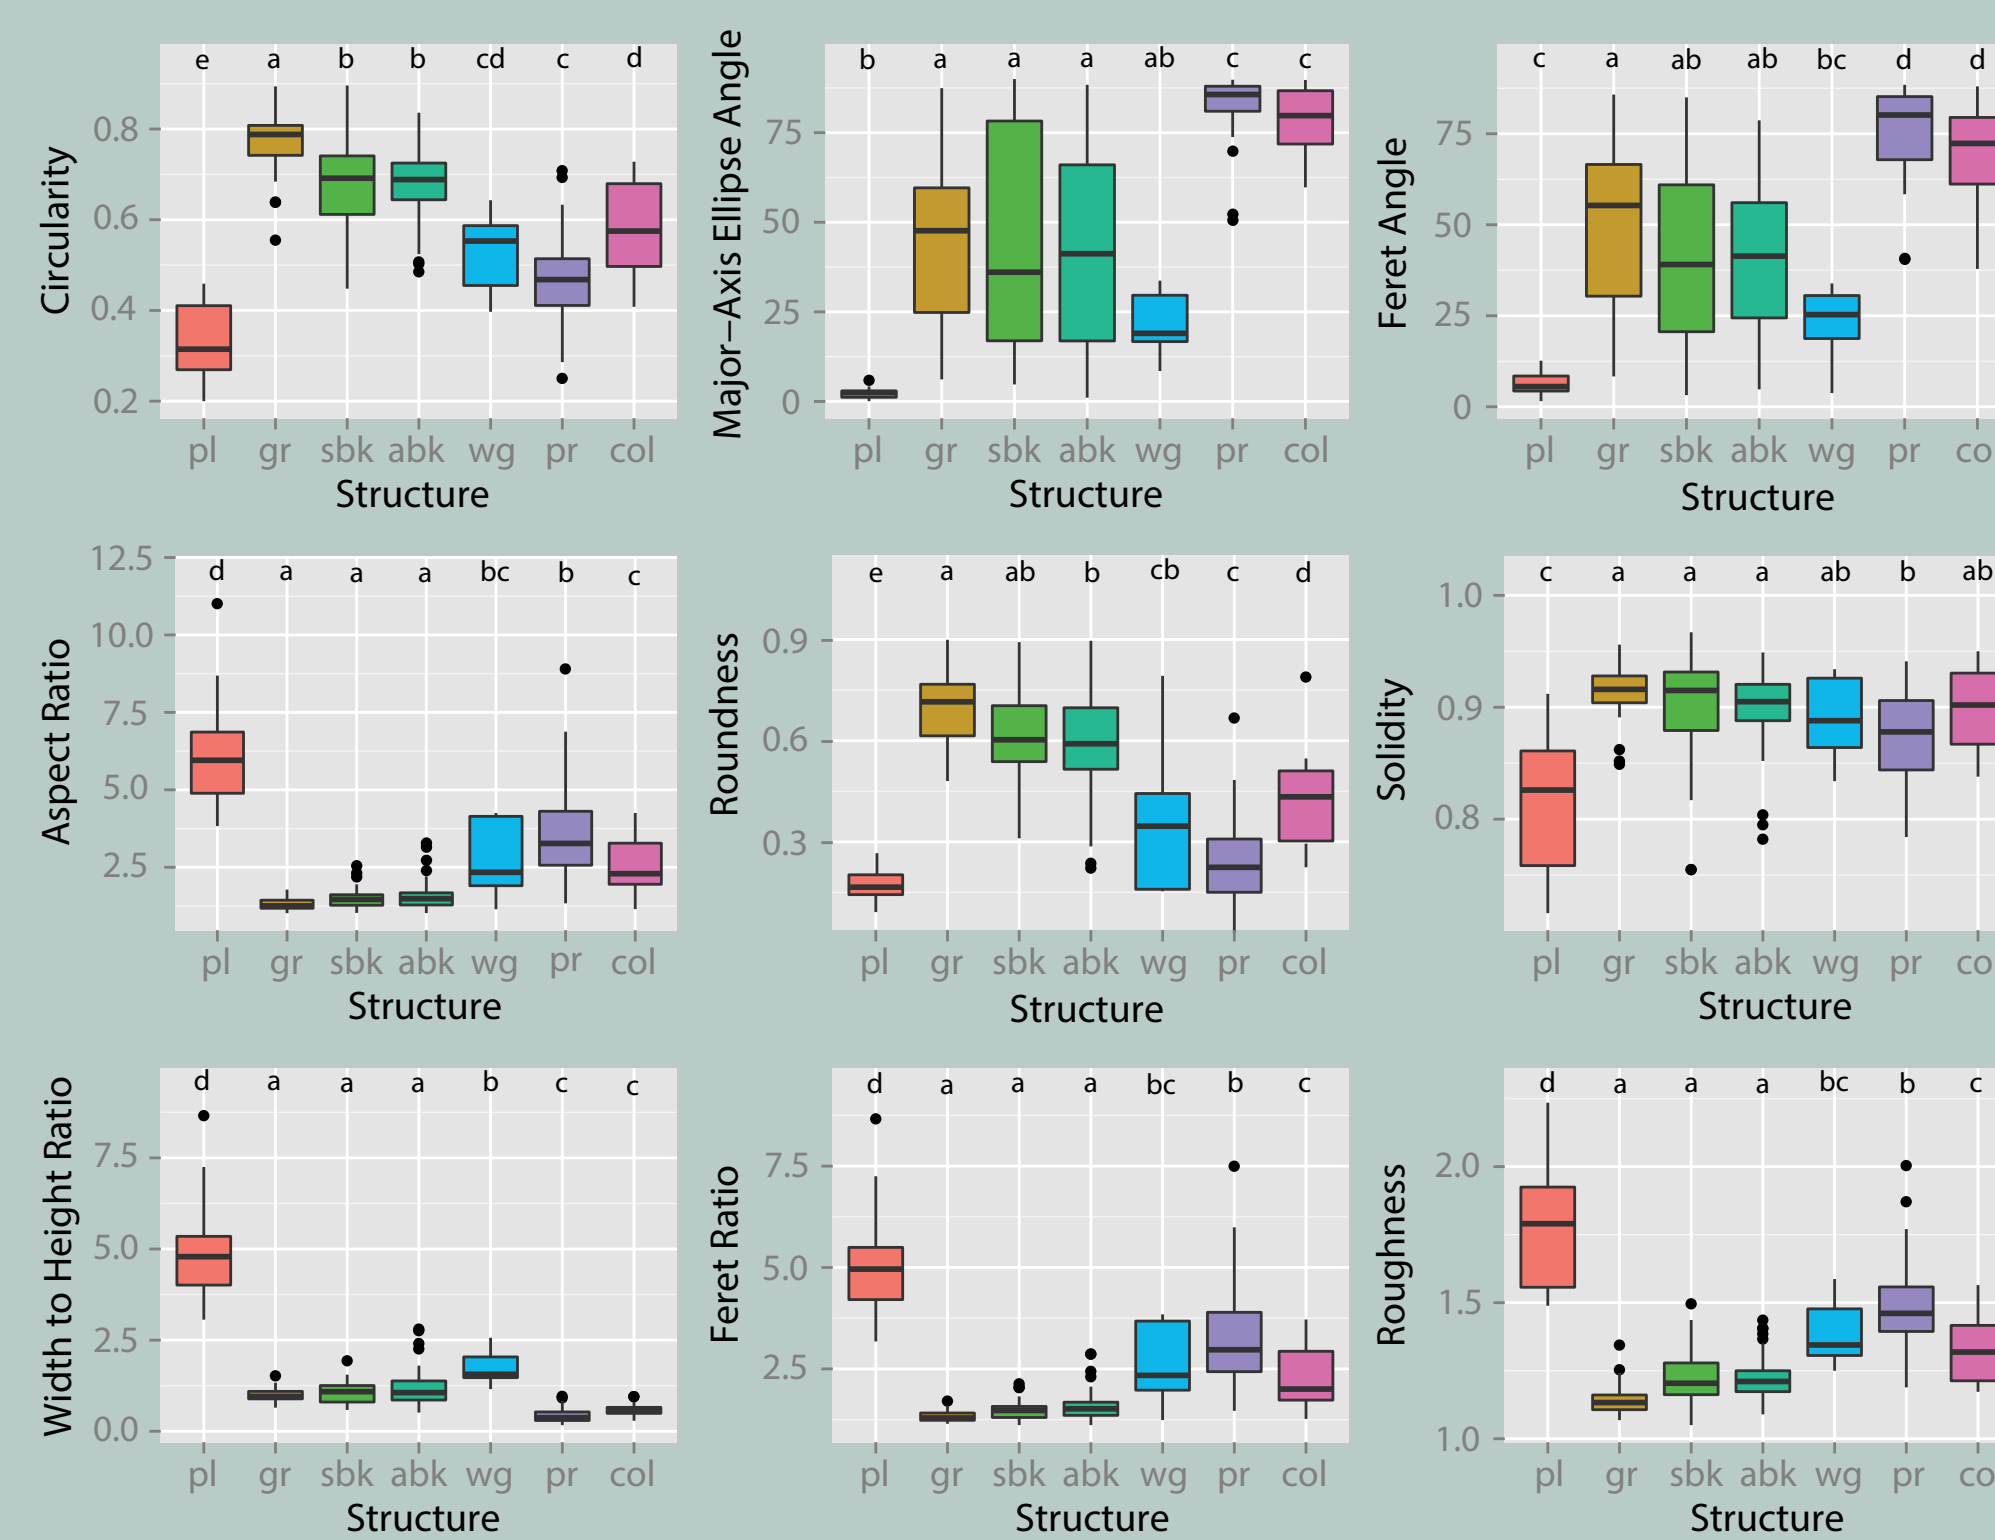 Circularity
e a b b cd c d
0.8
0.6
0.4
0.2
pl gr sbk abk wg pr col
Structure
Major–Axis Ellipse Angle
b a a a ab c c
75
50
25
0
pl gr sbk abk wg pr col
Structure
Feret Angle
c a ab ab bc d d
75
50
25
0
pl gr sbk abk wg pr co
Structure
Aspect Ratio
12.5
d a a a bc b c
10.0
7.5
5.0
2.5
pl gr sbk abk wg pr col
Structure
Roundness
e a ab b cb c d
0.9
0.6
0.3
pl gr sbk abk wg pr col
Structure
Solidity
c a a a ab b ab
1.0
0.9
0.8
pl gr sbk abk wg pr co
Structure
Width to Height Ratio
d a a a b c c
7.5
5.0
2.5
0.0
pl gr sbk abk wg pr col
Structure
Feret Ratio
d a a a bc b c
7.5
5.0
2.5
pl gr sbk abk wg pr col
Structure
Roughness
d a a a bc b c
2.0
1.5
1.0
pl gr sbk abk wg pr co
Structure